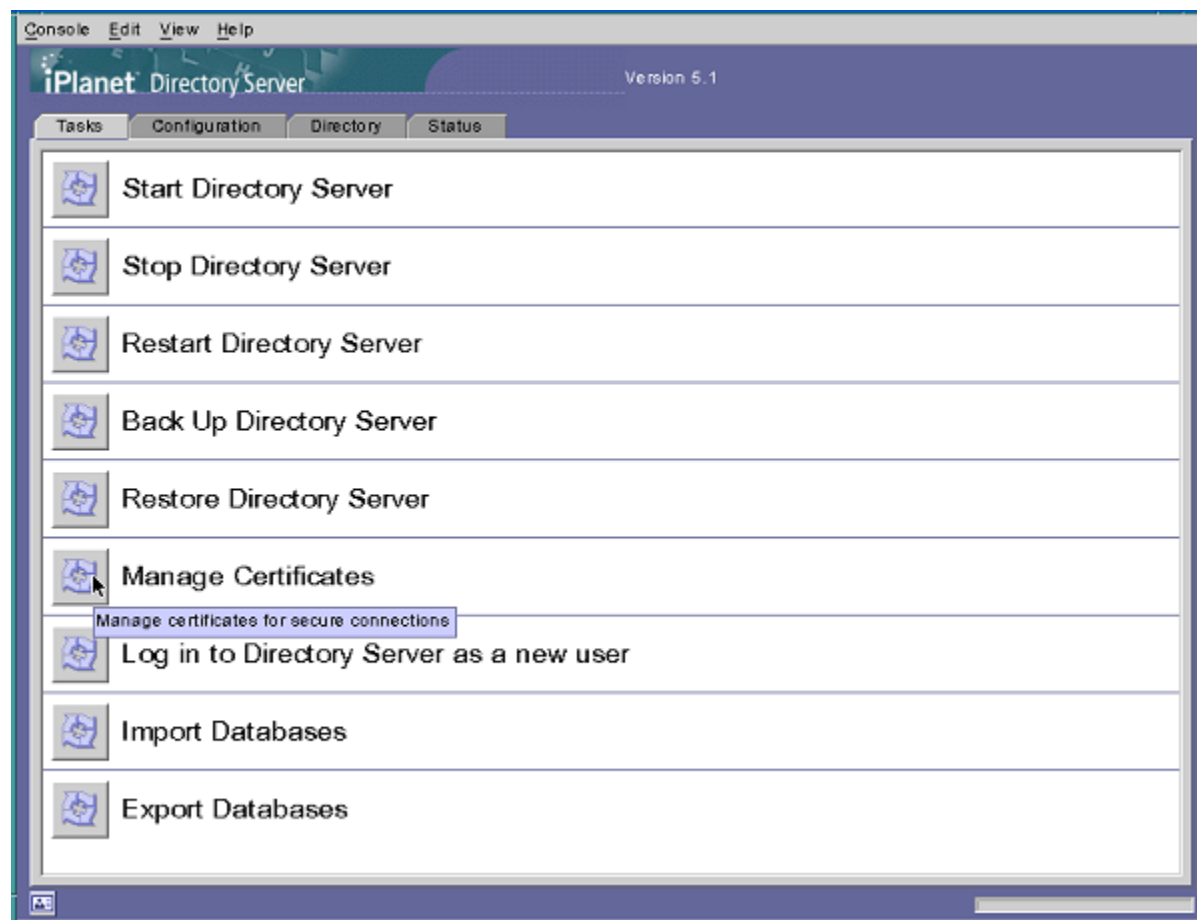 Console Edit View Help
iPlanet Directory Server
Version 5.1
Tasks Configuration Directory Status
Start Directory Server
Stop Directory Server
Restart Directory Server
Back Up Directory Server
Restore Directory Server
Manage Certificates
Manage certificates for secure connections
Log in to Directory Server as a new user
Import Databases
Export Databases